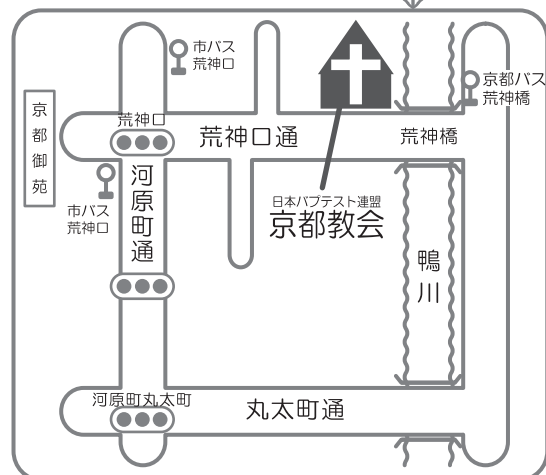 市バス
荒神口
京都バス
荒神橋
京都御苑
荒神口
荒神口通
荒神橋
市バス
荒神口
河原町通
日本バプテスト連盟
京都教会
鴨川
河原町丸太町
丸太町通